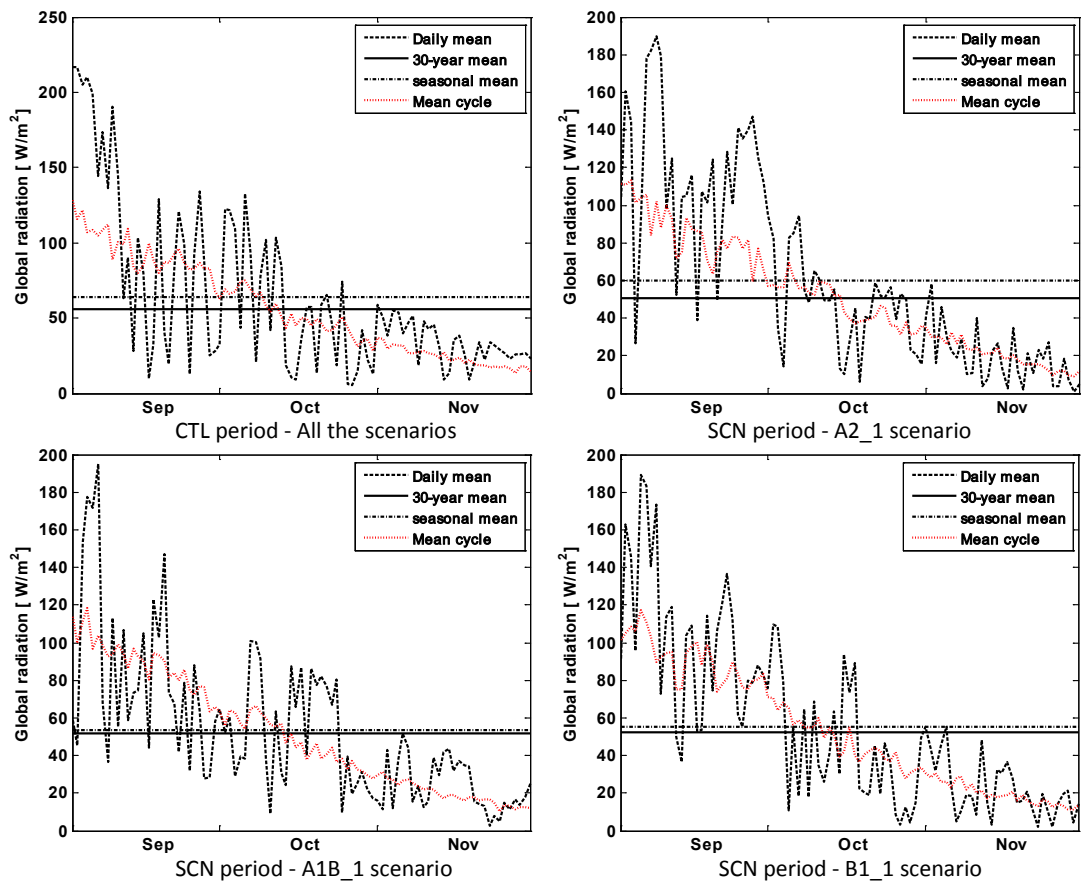 250
200
150
100
50
0
Global radiation [ W/m²]
Daily mean
30-year mean
seasonal mean
Mean cycle
Sep Oct Nov
CTL period - All the scenarios
200
180
160
140
120
100
80
60
40
20
0
Global radiation [ W/m²]
Daily mean
30-year mean
seasonal mean
Mean cycle
Sep Oct Nov
SCN period - A2_1 scenario
200
180
160
140
120
100
80
60
40
20
0
Global radiation [ W/m²]
Daily mean
30-year mean
seasonal mean
Mean cycle
Sep Oct Nov
SCN period - A1B_1 scenario
200
180
160
140
120
100
80
60
40
20
0
Global radiation [ W/m²]
Daily mean
30-year mean
seasonal mean
Mean cycle
Sep Oct Nov
SCN period - B1_1 scenario